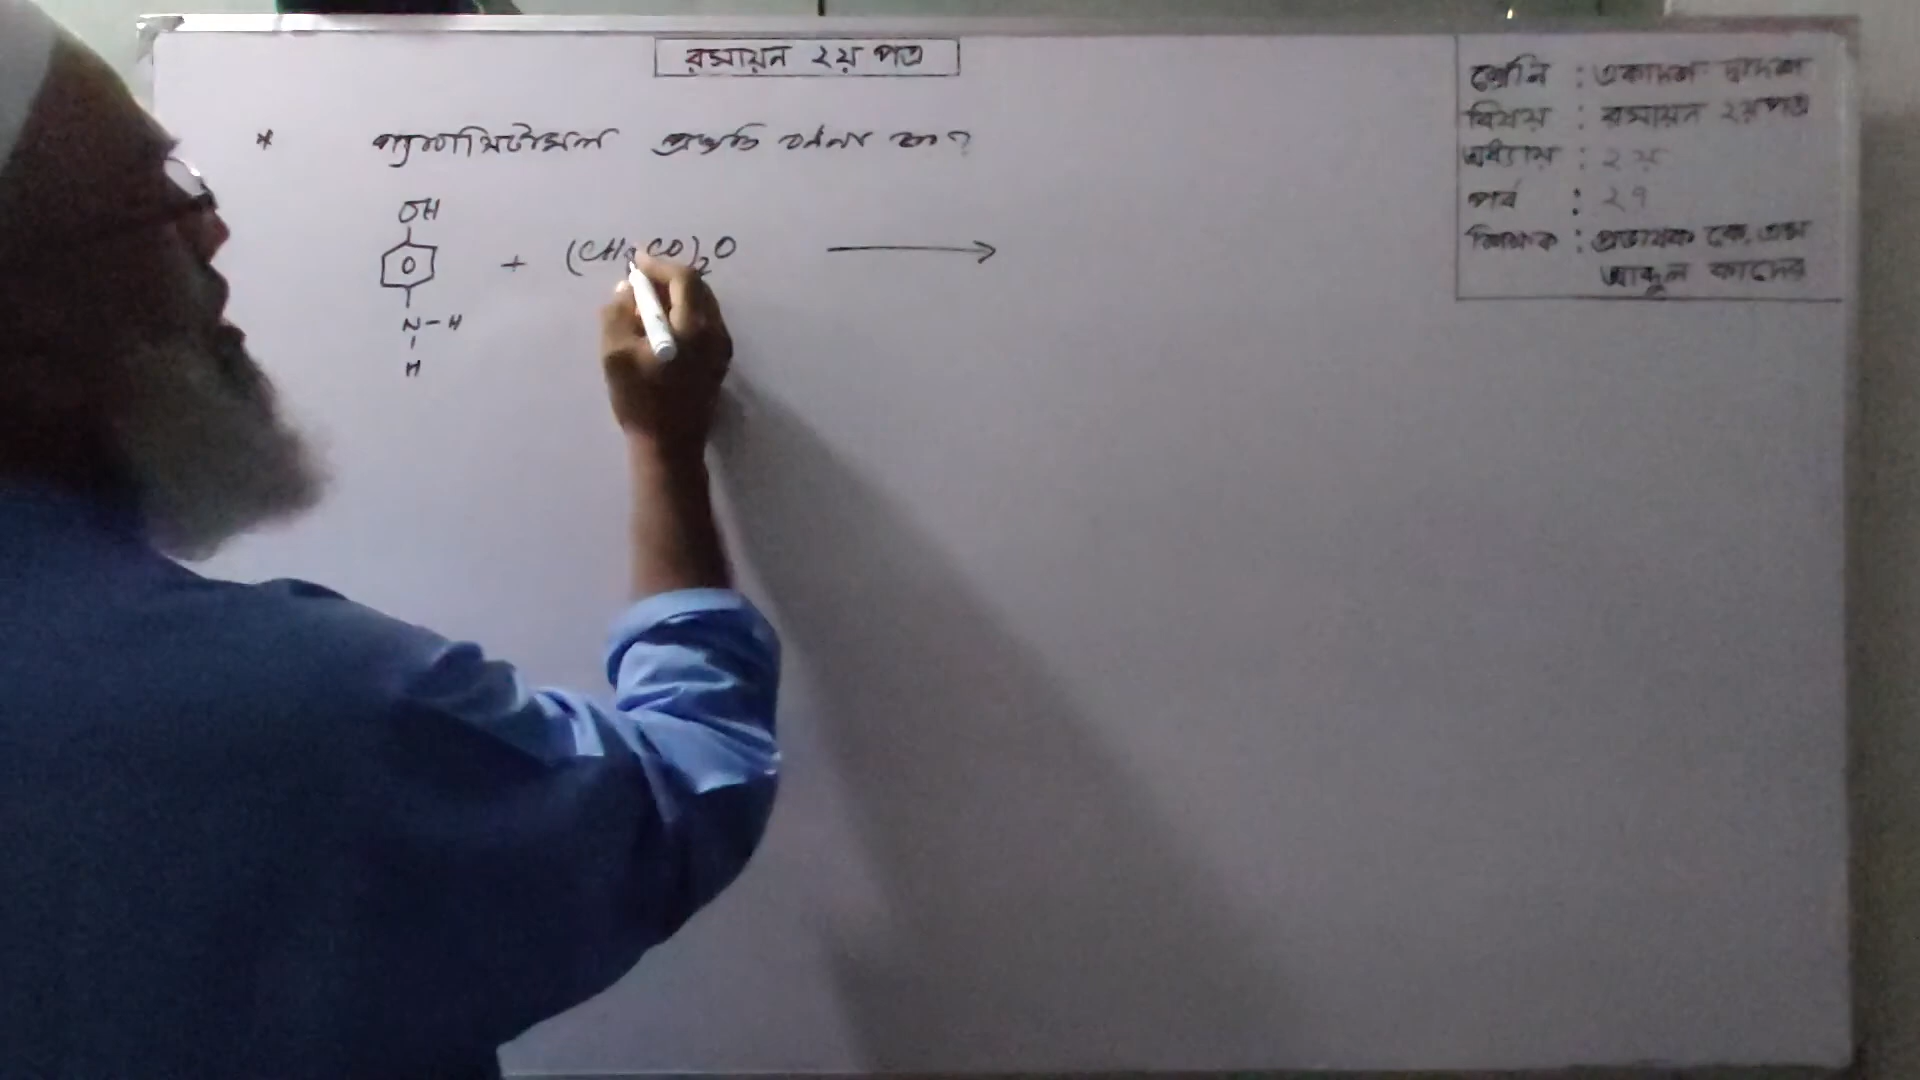 রসায়ন ২য় পত্র
* প্যারাসিটামল প্রস্তুতি বর্ণনা কর?
OH
O + (CH3CO)2O ⟶
N-H
H
শ্রেনি : একাদশ দ্বাদশ
বিষয় : রসায়ন ২য় পত্র
অধ্যায় : ২য়
পর্ব : ২৭
শিক্ষক : প্রভাষক কে, এম
আব্দুল কাদের